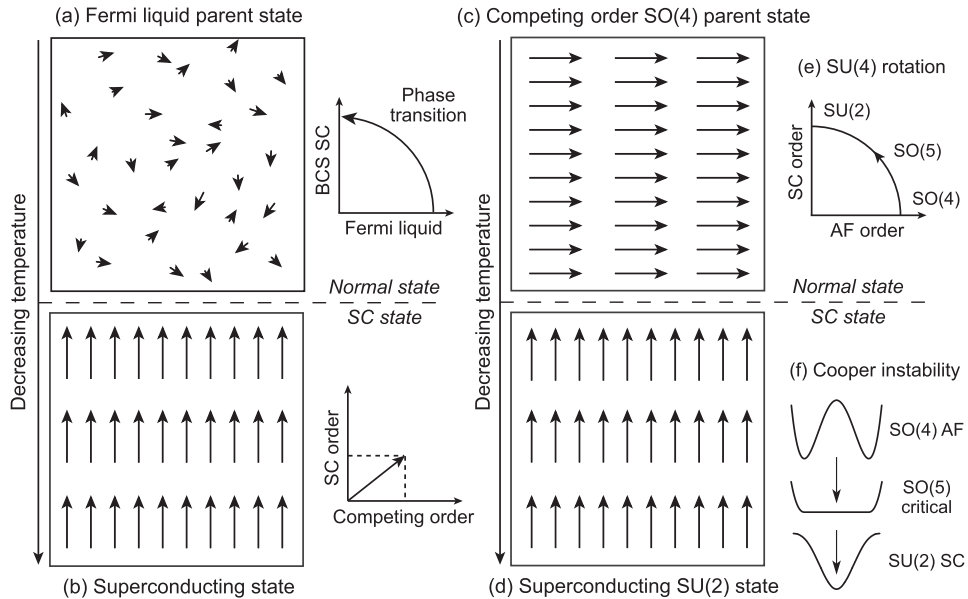 (a) Fermi liquid parent state
Decreasing temperature
BCS SC
Phase
transition
Fermi liquid
Normal state
SC state
SC order
Competing order
(b) Superconducting state
(c) Competing order SO(4) parent state
Decreasing temperature
(e) SU(4) rotation
SC order
SU(2)
SO(5)
SO(4)
AF order
Normal state
SC state
(f) Cooper instability
SO(4) AF
SO(5)
critical
SU(2) SC
(d) Superconducting SU(2) state